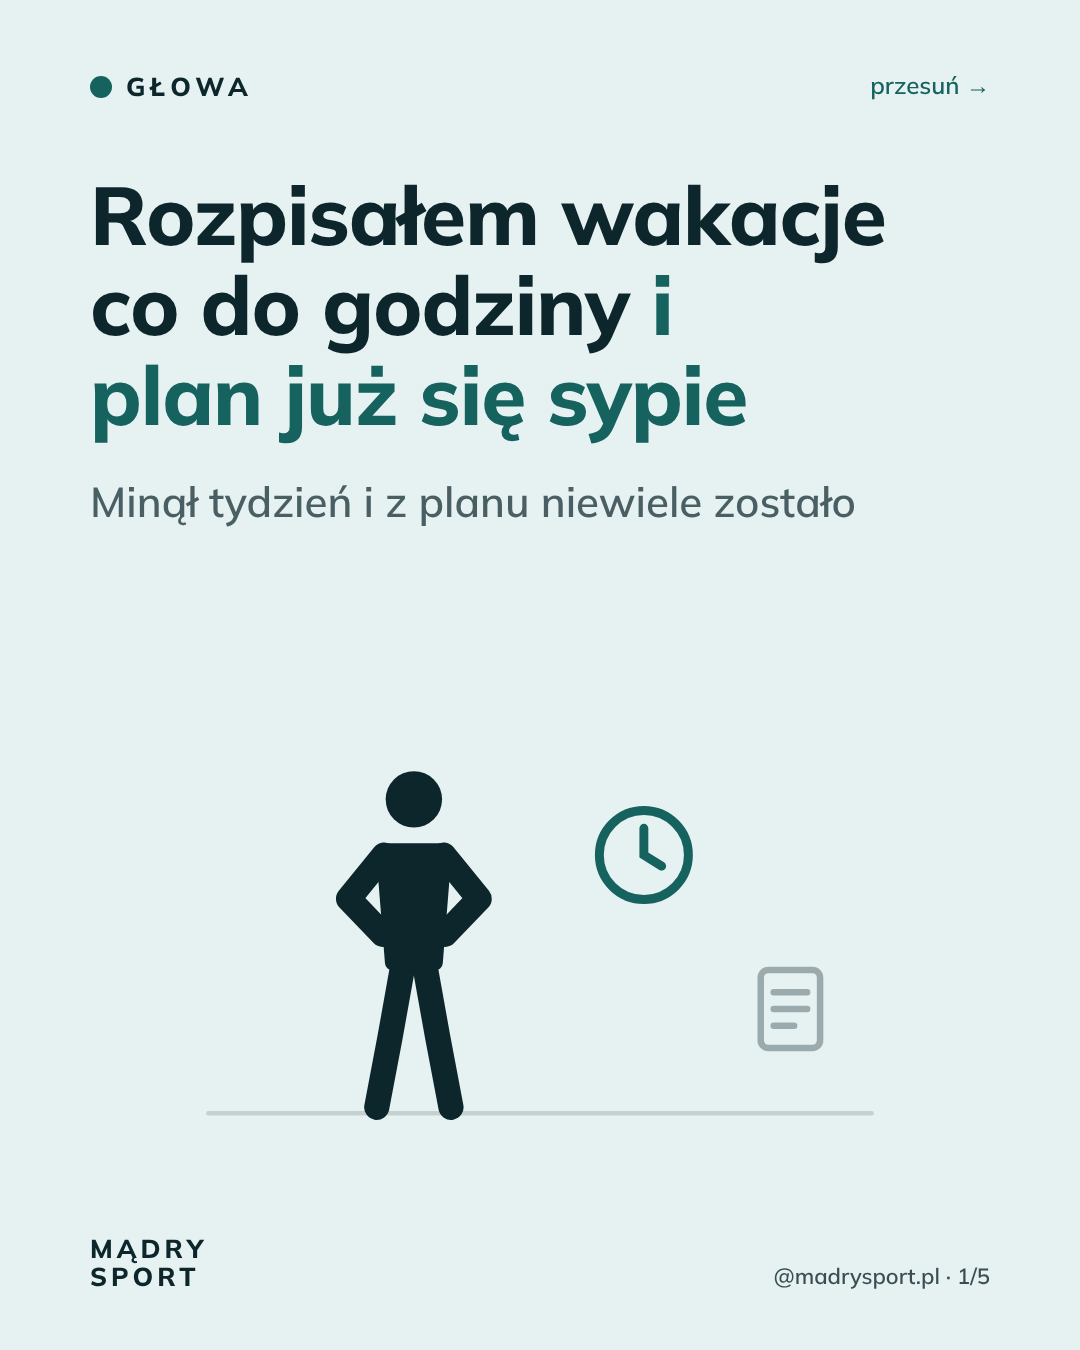 GŁOWA
przesuń →
Rozpisałem wakacje
co do godziny i
plan już się sypie
Minął tydzień i z planu niewiele zostało
MĄDRY
SPORT
@madrysport.pl · 1/5